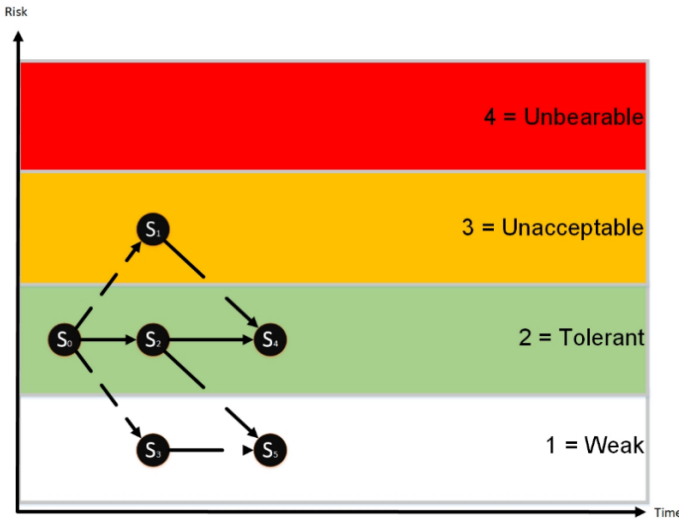 Risk
4 = Unbearable
S₁
3 = Unacceptable
S₀
S₂
S₄
2 = Tolerant
S₃
S₅
1 = Weak
Time